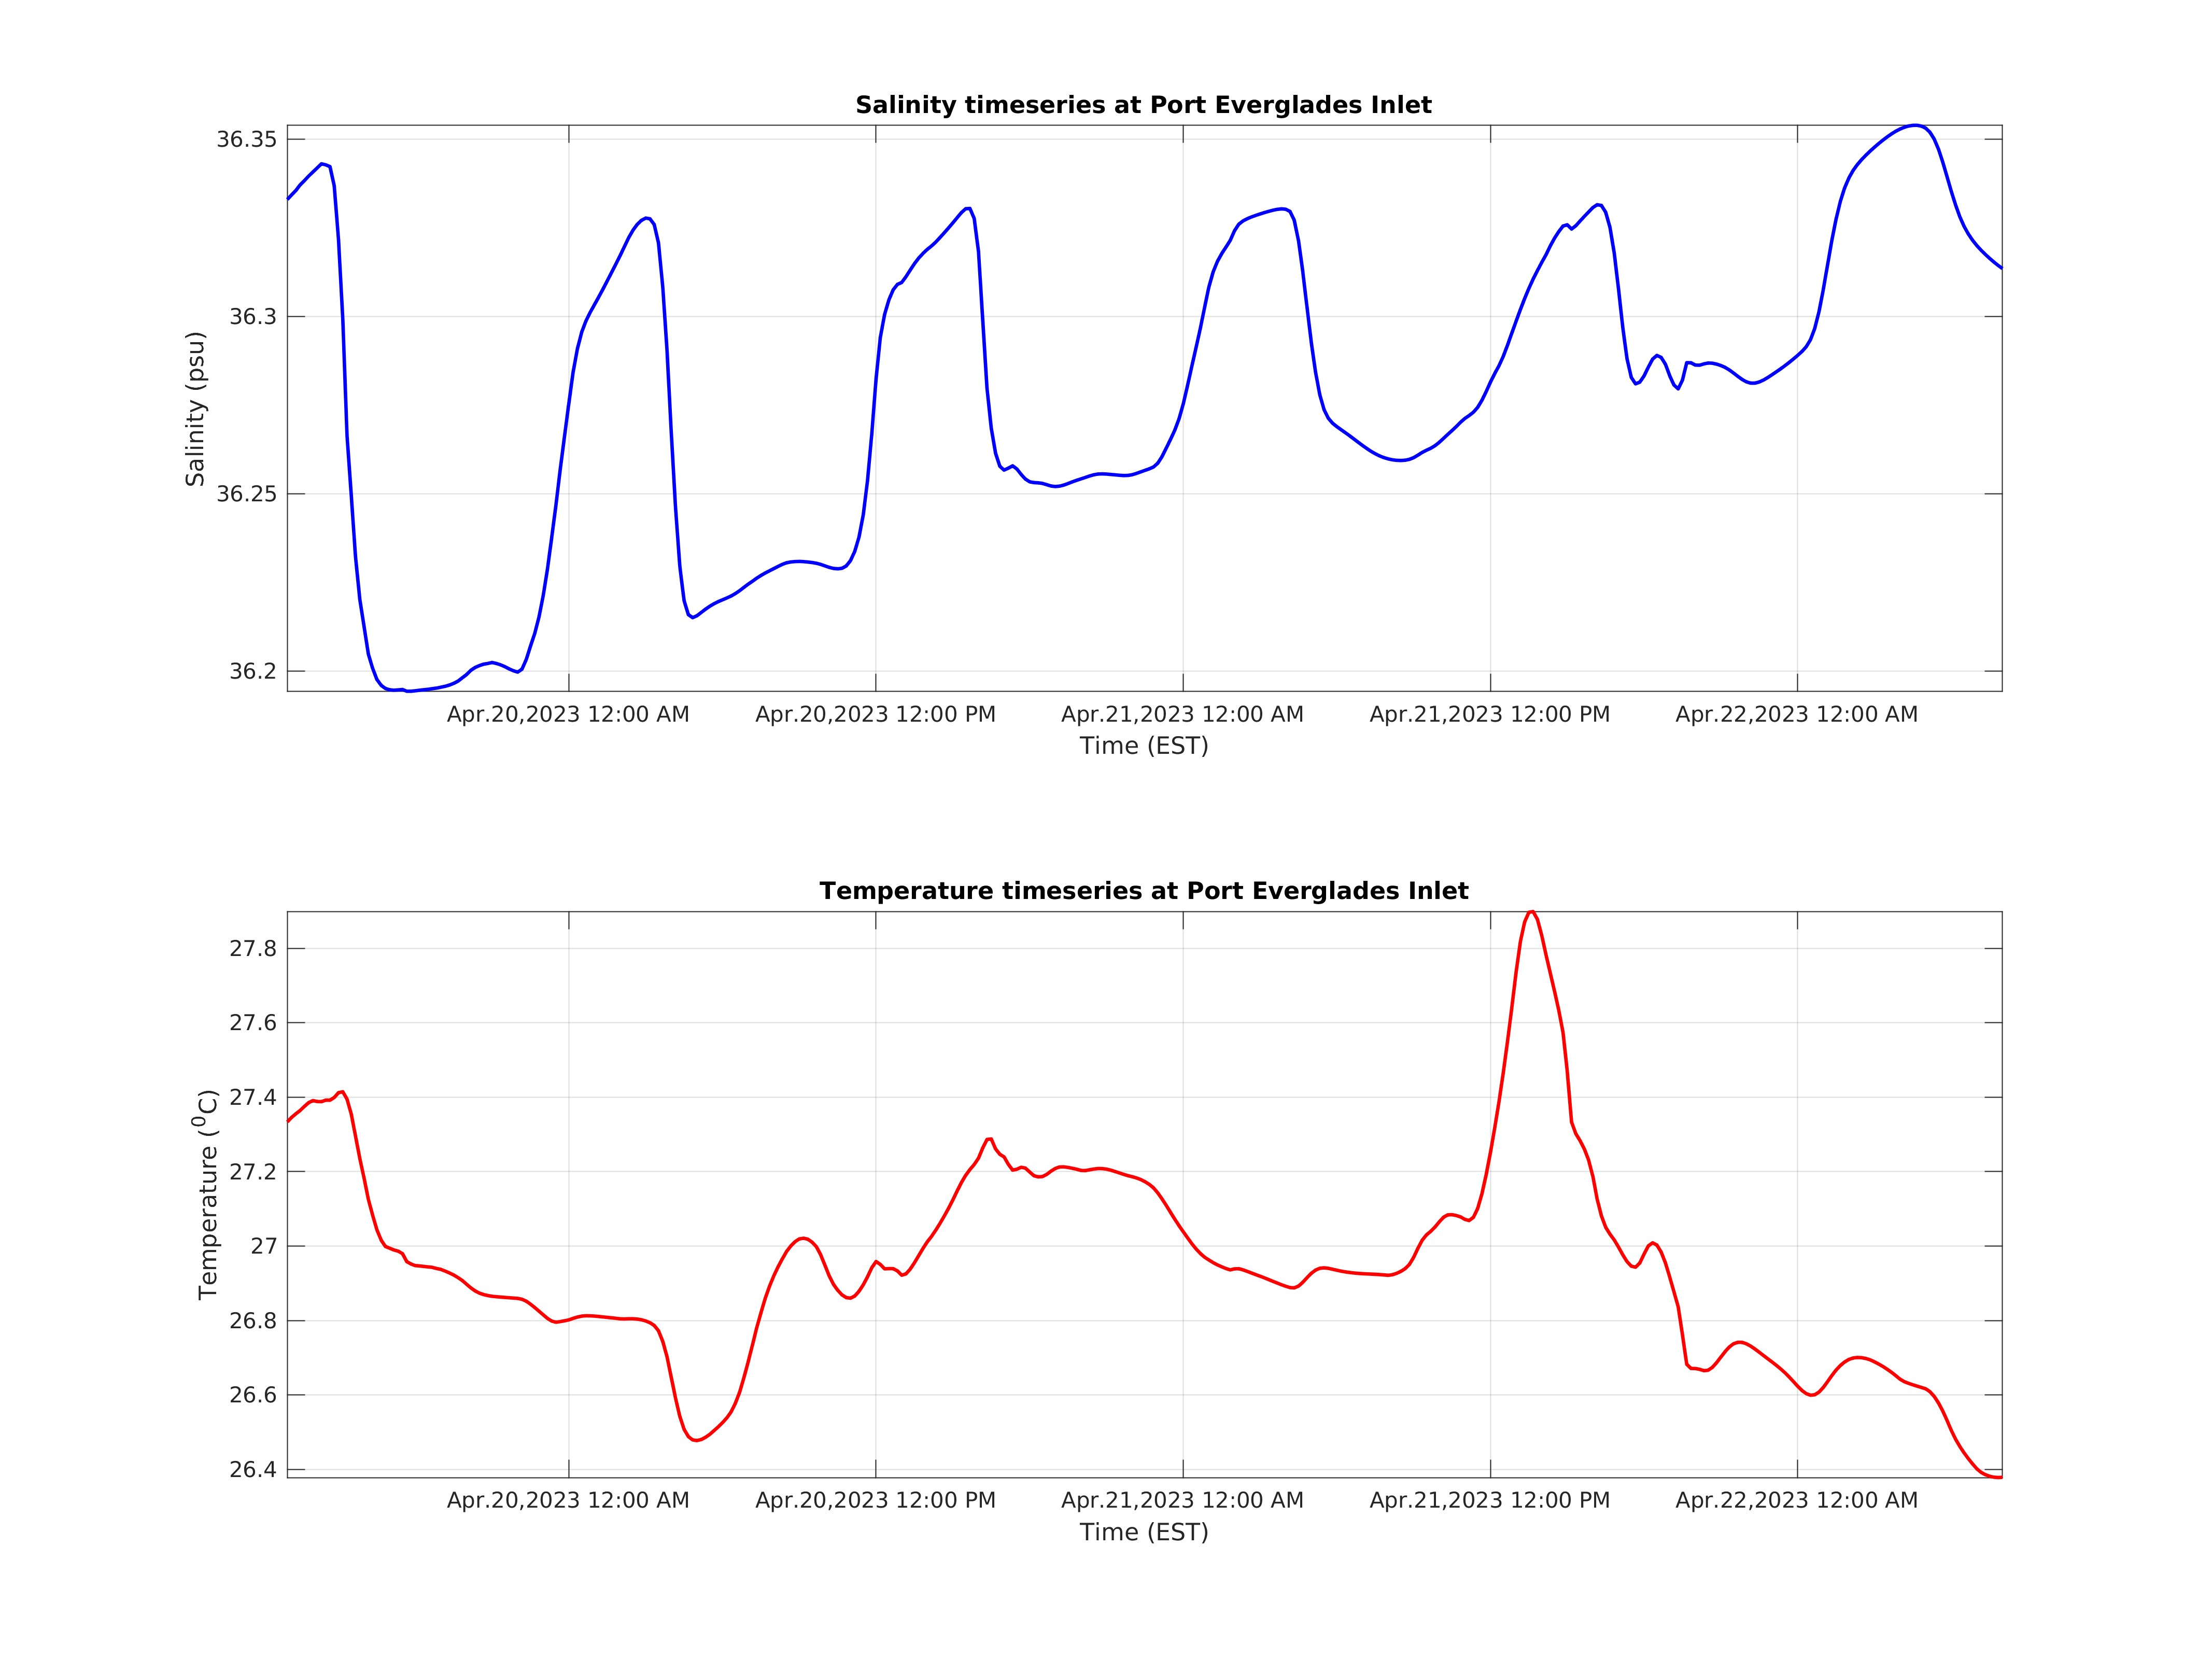 Salinity timeseries at Port Everglades Inlet
36.35
36.3
36.25
36.2
Salinity (psu)
Apr.20,2023 12:00 AM
Apr.20,2023 12:00 PM
Apr.21,2023 12:00 AM
Apr.21,2023 12:00 PM
Apr.22,2023 12:00 AM
Time (EST)
Temperature timeseries at Port Everglades Inlet
27.8
27.6
27.4
27.2
27
26.8
26.6
26.4
Temperature (⁰C)
Apr.20,2023 12:00 AM
Apr.20,2023 12:00 PM
Apr.21,2023 12:00 AM
Apr.21,2023 12:00 PM
Apr.22,2023 12:00 AM
Time (EST)